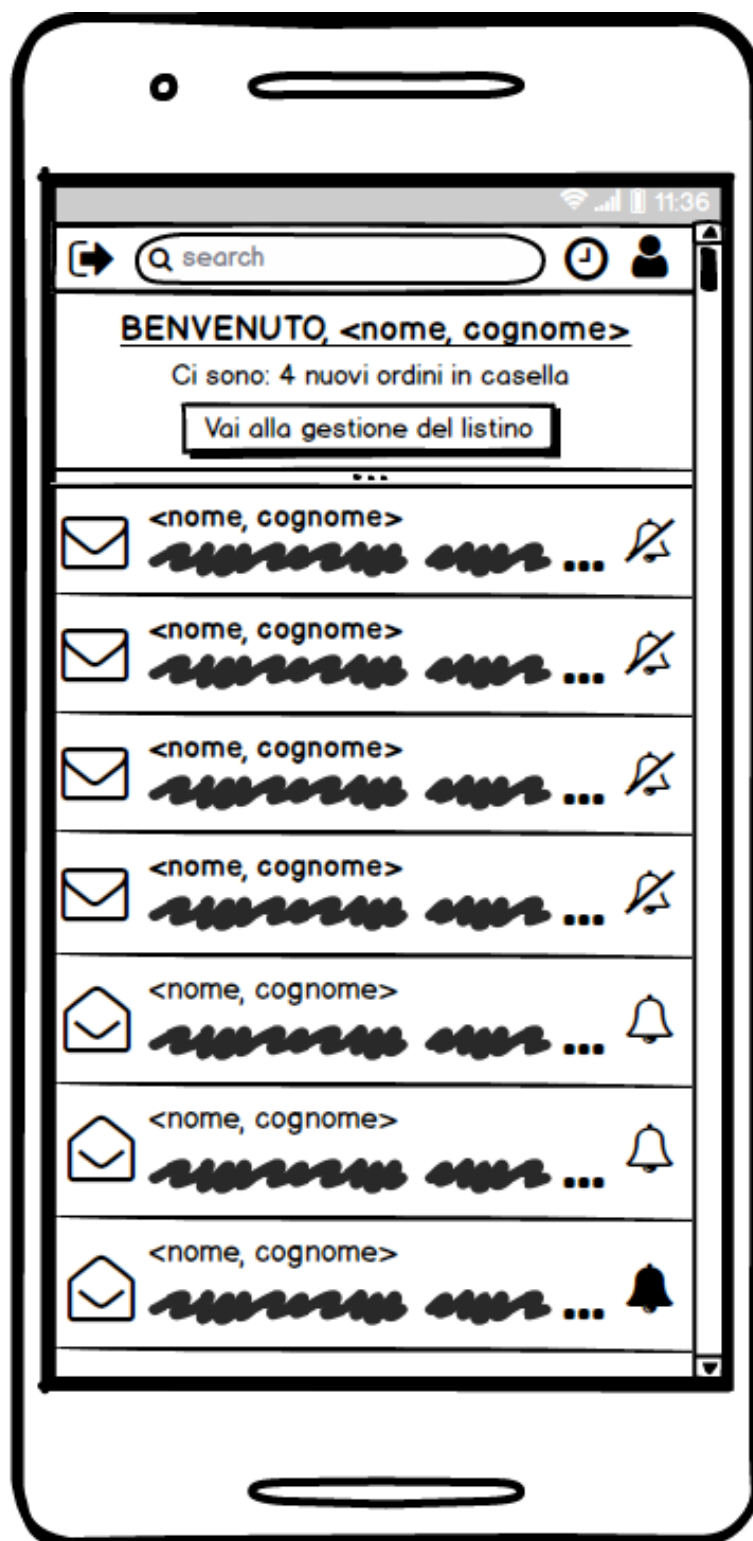 11:36
search
BENVENUTO, <nome, cognome>
Ci sono: 4 nuovi ordini in casella
Vai alla gestione del listino
...
<nome, cognome>
...
<nome, cognome>
...
<nome, cognome>
...
<nome, cognome>
...
<nome, cognome>
...
<nome, cognome>
...
<nome, cognome>
...